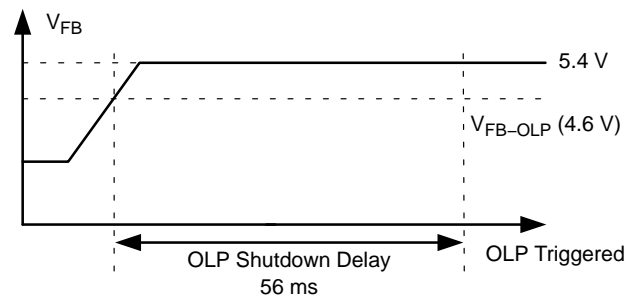 VFB
5.4 V
VFB–OLP (4.6 V)
OLP Shutdown Delay
56 ms
OLP Triggered